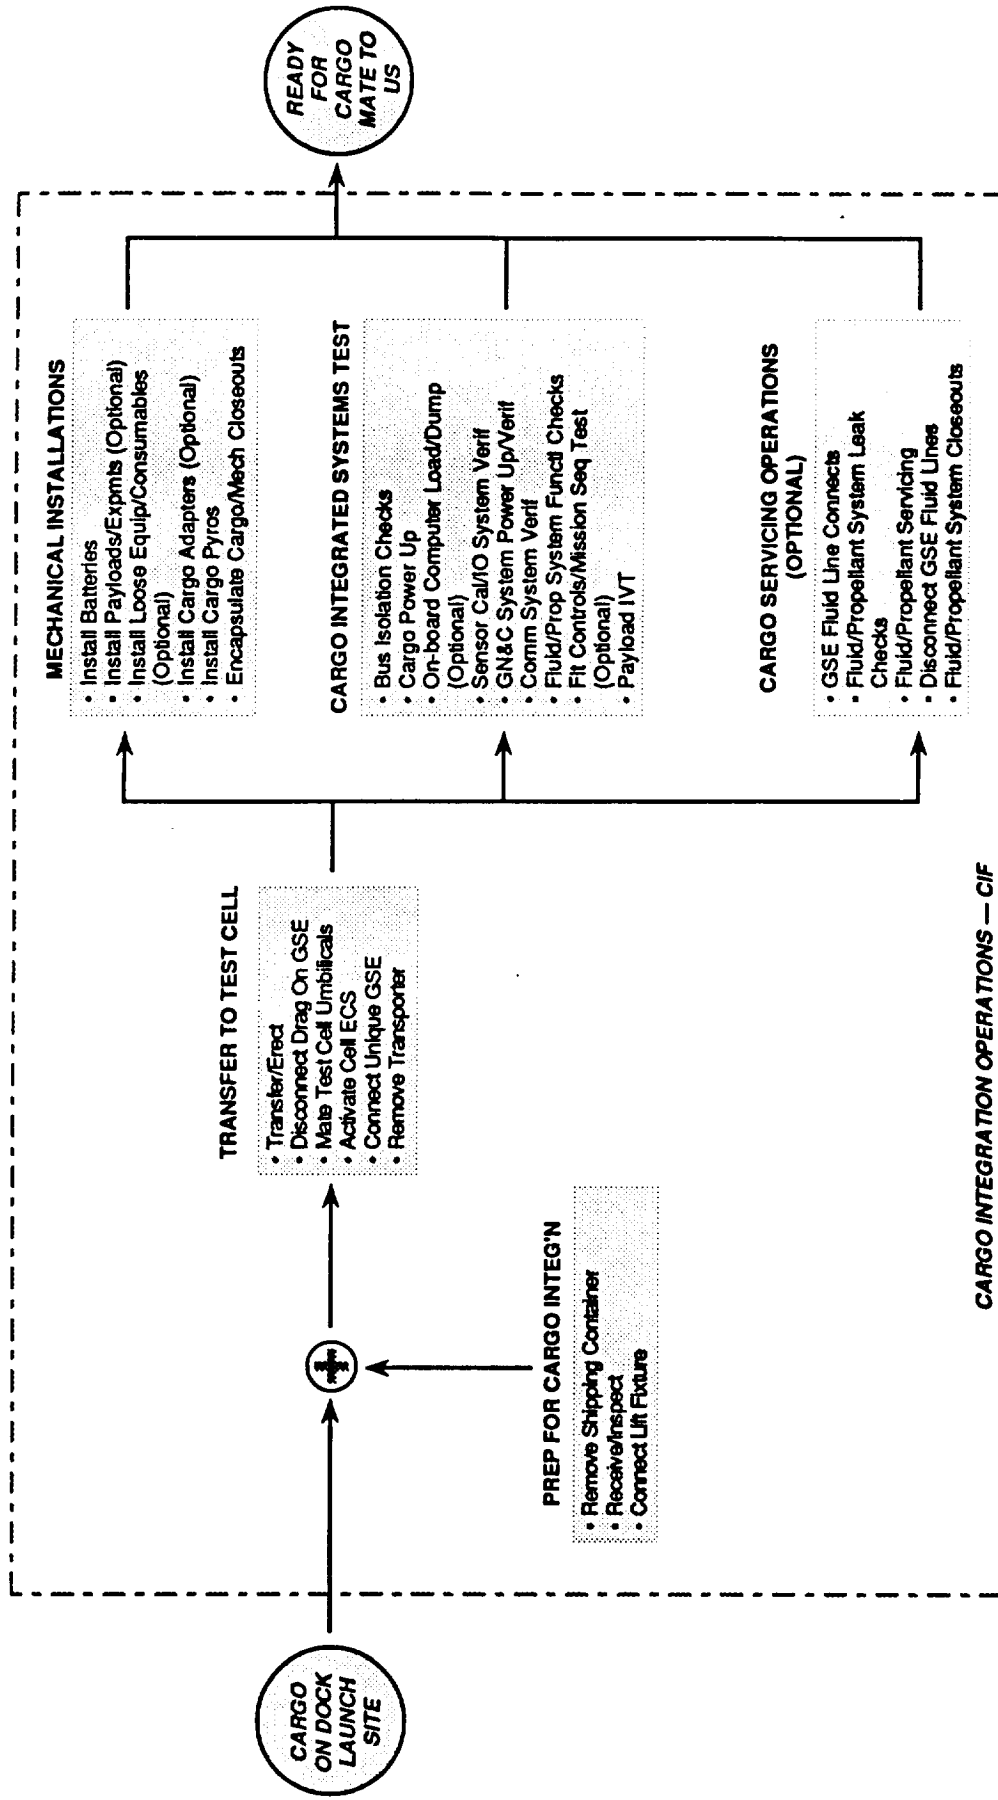 CARGO
ON DOCK
LAUNCH
SITE
PREP FOR CARGO INTEG'N
• Remove Shipping Container
• Receive/Inspect
• Connect Lift Fixture
TRANSFER TO TEST CELL
• Transfer/Erect
• Disconnect Drag On GSE
• Mate Test Cell Umbilicals
• Activate Cell ECS
• Connect Unique GSE
• Remove Transporter
MECHANICAL INSTALLATIONS
• Install Batteries
• Install Payloads/Expmts (Optional)
• Install Loose Equip/Consumables
(Optional)
• Install Cargo Adapters (Optional)
• Install Cargo Pyros
• Encapsulate Cargo/Mech Closeouts
CARGO INTEGRATED SYSTEMS TEST
• Bus Isolation Checks
• Cargo Power Up
• On-board Computer Load/Dump
(Optional)
• Sensor Cal/IO System Verif
• GN&C System Power Up/Verif
• Comm System Verif
• Fluid/Prop System Functl Checks
• Flt Controls/Mission Seq Test
(Optional)
• Payload IVT
CARGO SERVICING OPERATIONS
(OPTIONAL)
• GSE Fluid Line Connects
• Fluid/Propellant System Leak
Checks
• Fluid/Propellant Servicing
• Disconnect GSE Fluid Lines
• Fluid/Propellant System Closeouts
READY
FOR
CARGO
MATE TO
US
CARGO INTEGRATION OPERATIONS — CIF